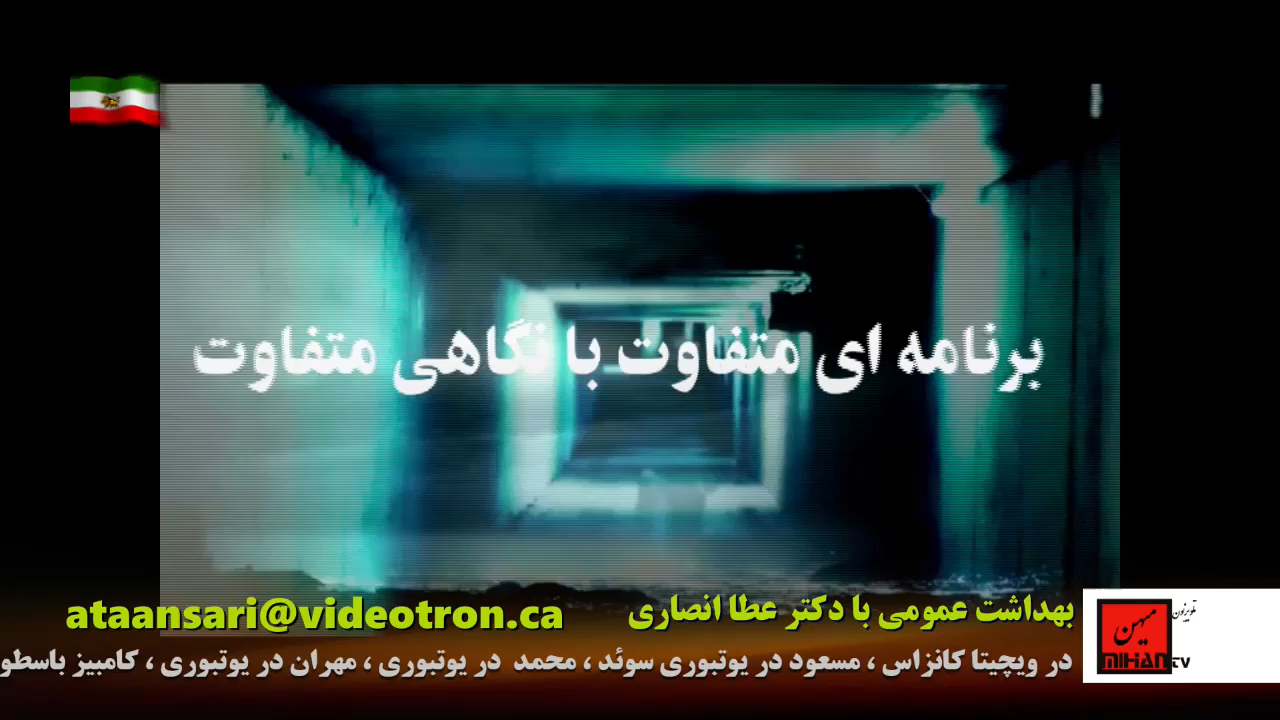 برنامه ای متفاوت با نگاهی متفاوت
بهداشت عمومی با دکتر عطا انصاری
ataansari@videotron.ca
در ویچیتا کانزاس ، مسعود در یوتبوری سوئد ، محمد در یوتبوری ، مهران در یوتبوری ، کامبیز باسطو
تلویزیون
میهن
MIHAN TV